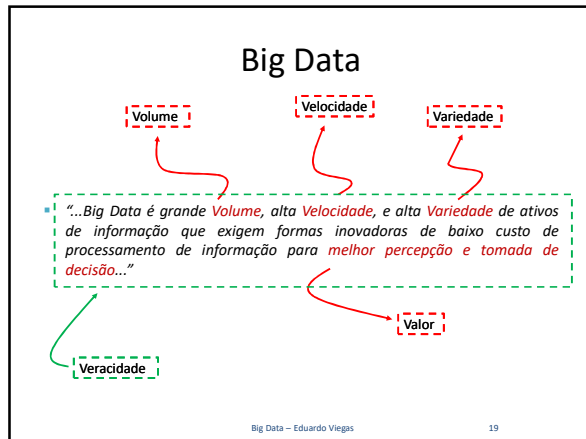 Big Data
Volume
Velocidade
Variedade
“...Big Data é grande Volume, alta Velocidade, e alta Variedade de ativos
de informação que exigem formas inovadoras de baixo custo de
processamento de informação para melhor percepção e tomada de
decisão...”
Valor
Veracidade
Big Data – Eduardo Viegas
19